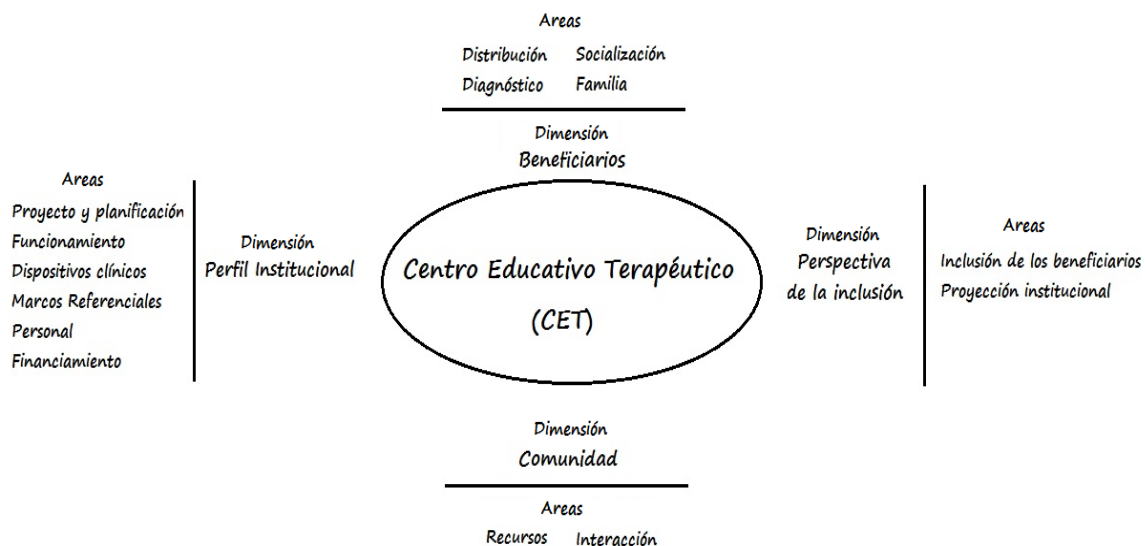 Areas
Distribución Socialización
Diagnóstico Familia
Dimensión
Beneficiarios
Areas
Proyecto y planificación
Funcionamiento
Dispositivos clínicos
Marcos Referenciales
Personal
Financiamiento
Dimensión
Perfil Institucional
Centro Educativo Terapéutico
(CET)
Dimensión
Perspectiva
de la inclusión
Areas
Inclusión de los beneficiarios
Proyección institucional
Dimensión
Comunidad
Areas
Recursos Interacción